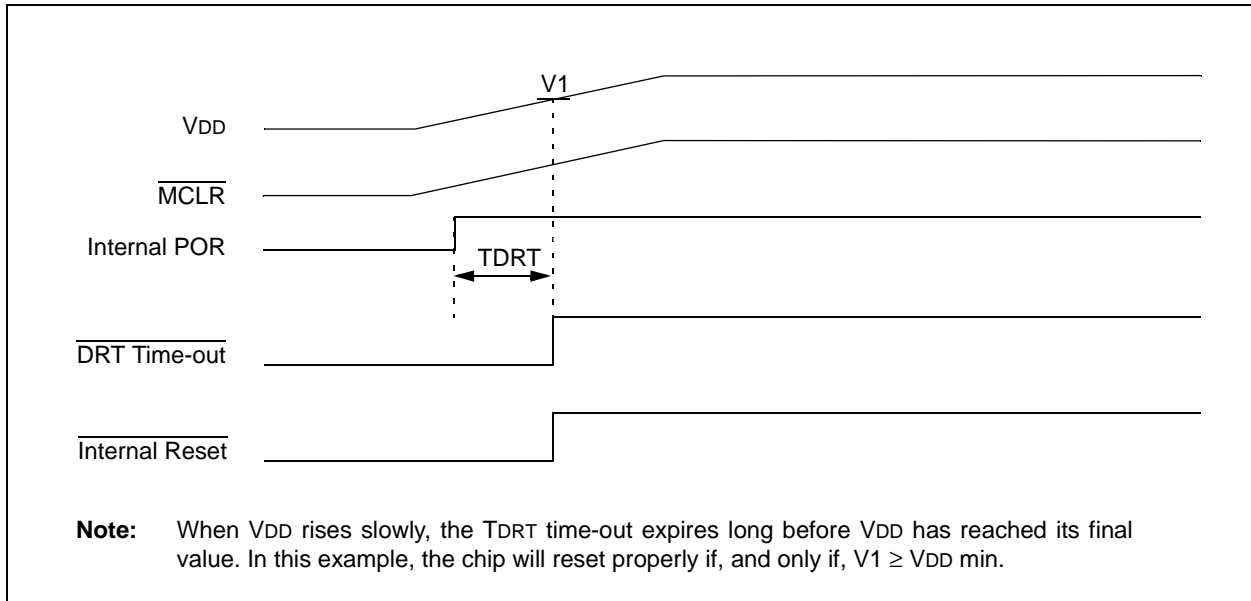 V1
VDD
MCLR
Internal POR
TDRT
DRT Time-out
Internal Reset
Note: When VDD rises slowly, the TDRT time-out expires long before VDD has reached its final
value. In this example, the chip will reset properly if, and only if, V1 ≥ VDD min.